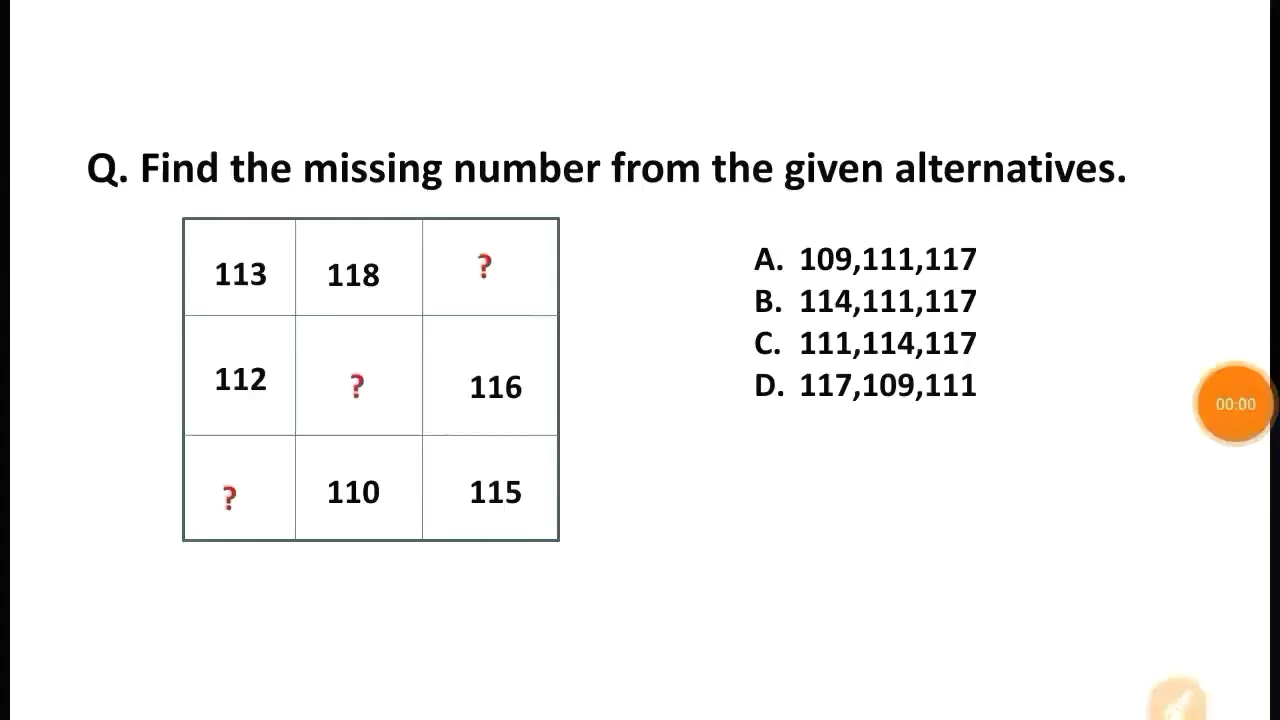 Q. Find the missing number from the given alternatives.
113 118 ?
112 ? 116
? 110 115
A. 109,111,117
B. 114,111,117
C. 111,114,117
D. 117,109,111
00:00